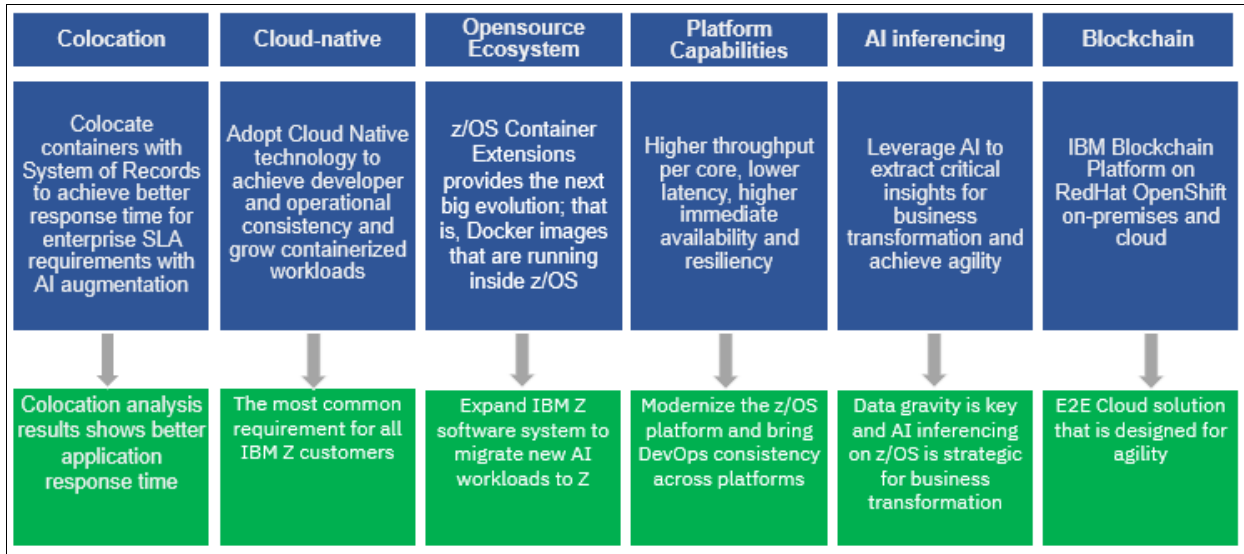 Colocation
Cloud-native
Opensource
Ecosystem
Platform
Capabilities
AI inferencing
Blockchain
Colocate
containers with
System of Records
to achieve better
response time for
enterprise SLA
requirements with
AI augmentation
Adopt Cloud Native
technology to
achieve developer
and operational
consistency and
grow containerized
workloads
z/OS Container
Extensions
provides the next
big evolution; that
is, Docker images
that are running
inside z/OS
Higher throughput
per core, lower
latency, higher
immediate
availability and
resiliency
Leverage AI to
extract critical
insights for
business
transformation and
achieve agility
IBM Blockchain
Platform on
RedHat OpenShift
on-premises and
cloud
Colocation analysis
results shows better
application
response time
The most common
requirement for all
IBM Z customers
Expand IBM Z
software system to
migrate new AI
workloads to Z
Modernize the z/OS
platform and bring
DevOps consistency
across platforms
Data gravity is key
and AI inferencing
on z/OS is strategic
for business
transformation
E2E Cloud solution
that is designed for
agility